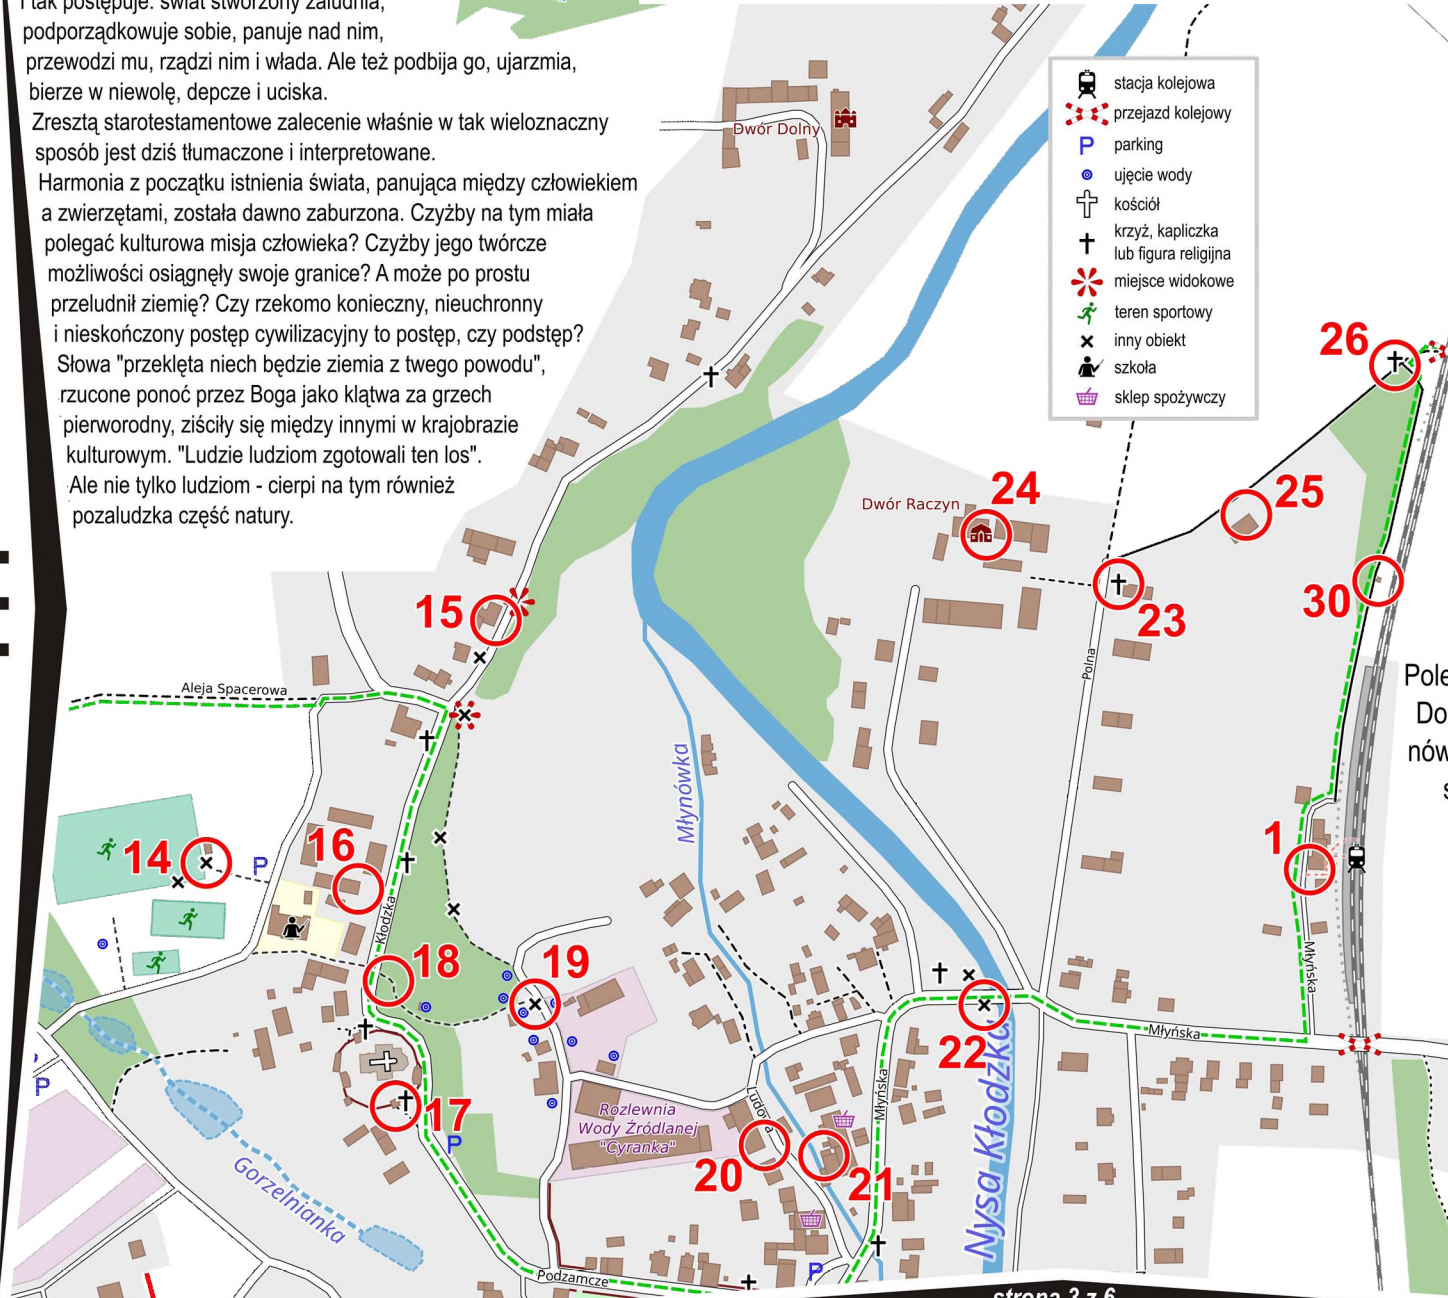 i tak postępuje: świat stworzony zaludnia,
podporządkowuje sobie, panuje nad nim,
przewodzi mu, rządzi nim i włada. Ale też podbija go, ujarzmia,
bierze w niewolę, depcze i uciska.
Zresztą starotestamentowe zalecenie właśnie w tak wieloznaczny
sposób jest dziś tłumaczone i interpretowane.
Harmonia z początku istnienia świata, panująca między człowiekiem
a zwierzętami, została dawno zaburzona. Czyżby na tym miała
polegać kulturowa misja człowieka? Czyżby jego twórcze
możliwości osiągnęły swoje granice? A może po prostu
przeludnił ziemię? Czy rzekomo konieczny, nieuchronny
i nieskończony postęp cywilizacyjny to postęp, czy podstęp?
Słowa "przeklęta niech będzie ziemia z twego powodu",
rzucone ponoć przez Boga jako klątwa za grzech
pierworodny, ziściły się między innymi w krajobrazie
kulturowym. "Ludzie ludziom zgotowali ten los".
Ale nie tylko ludziom - cierpi na tym również
pozaludzka część natury.
stacja kolejowa
przejazd kolejowy
P parking
ujęcie wody
kościół
krzyż, kapliczka
lub figura religijna
miejsce widokowe
teren sportowy
inny obiekt
szkoła
sklep spożywczy
Dwór Dolny
26
Dwór Raczyn
24
25
23
30
15
Aleja Spacerowa
Polna
Pole
Do
nów
s
Młynówka
14
P
16
1
Kłodzka
18
19
Młyńska
22
Młyńska
P
17
P
Rozlewnia
Wody Źródlanej
"Cyranka"
Ludowa
Młyńska
20
21
Nysa Kłodzka
Gorzelnianka
P
Podzamcze
strona 3 z 6